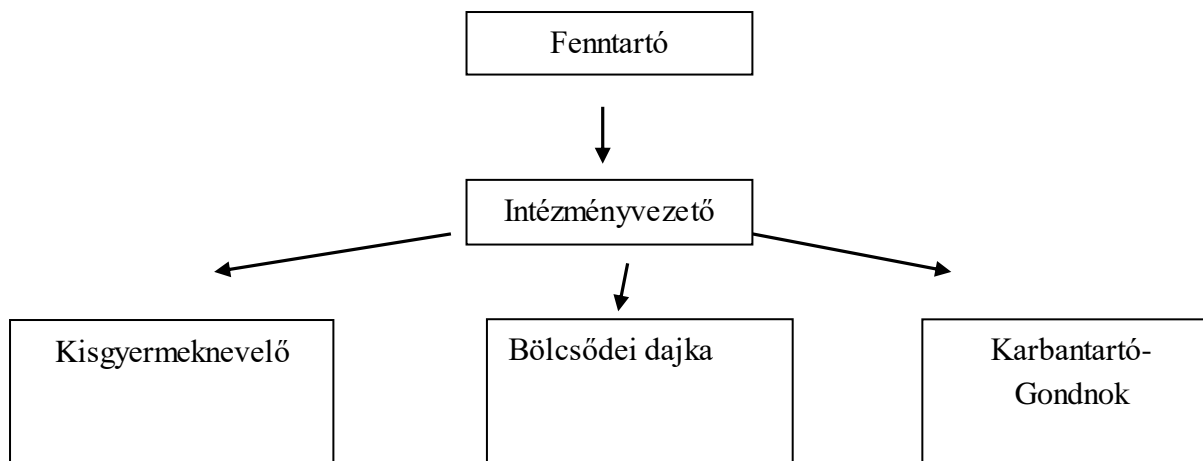 Fenntartó
Intézményvezető
Kisgyermeknevelő
Bölcsődei dajka
Karbantartó-
Gondnok